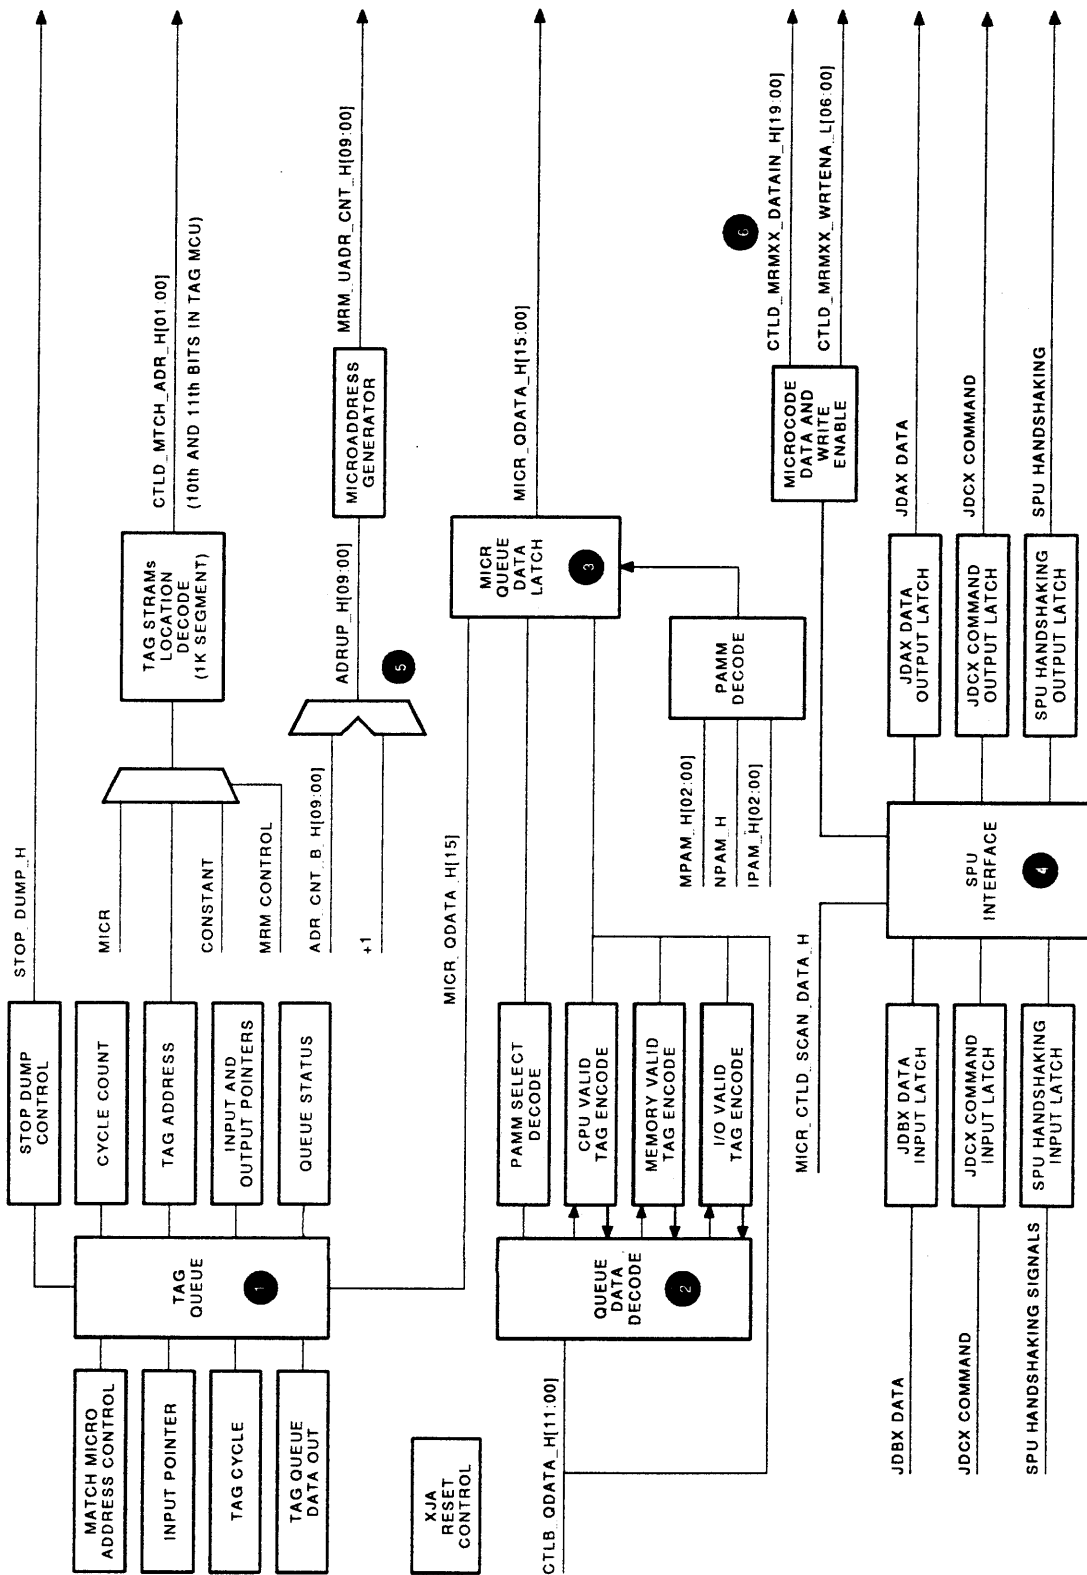 STOP_DUMP_H
STOP DUMP
CONTROL
CYCLE COUNT
TAG ADDRESS
INPUT AND
OUTPUT POINTERS
QUEUE STATUS
TAG
QUEUE
1
MATCH MICRO
ADDRESS CONTROL
INPUT POINTER
TAG CYCLE
TAG QUEUE
DATA OUT
MICR
CONSTANT
MRM CONTROL
TAG STRAMs
LOCATION
DECODE
(1K SEGMENT)
CTLD_MTCH_ADR_H[01:00]
(10th AND 11th BITS IN TAG MCU)
ADR_CNT_B_H[09:00]
+1
ADRUP_H[09:00]
5
MICROADDRESS
GENERATOR
MRM_UADR_CNT_H[09:00]
XJA
RESET
CONTROL
MICR_QDATA_H[15]
CTLB_QDATA_H[11:00]
QUEUE
DATA
DECODE
2
PAMM SELECT
DECODE
CPU VALID
TAG ENCODE
MEMORY VALID
TAG ENCODE
I/O VALID
TAG ENCODE
MICR
QUEUE
DATA
LATCH
3
MICR_QDATA_H[15:00]
MPAM_H[02:00]
NPAM_H
IPAM_H[02:00]
PAMM
DECODE
6
CTLD_MRMXX_DATAIN_H[19:00]
CTLD_MRMXX_WRTENA_L[06:00]
MICROCODE
DATA AND
WRITE
ENABLE
MICR_CTLD_SCAN_DATA_H
JDBX DATA
JDCX COMMAND
SPU HANDSHAKING SIGNALS
JDBX DATA
INPUT LATCH
JDCX COMMAND
INPUT LATCH
SPU HANDSHAKING
INPUT LATCH
SPU
INTERFACE
4
JDAX DATA
OUTPUT LATCH
JDCX COMMAND
OUTPUT LATCH
SPU HANDSHAKING
OUTPUT LATCH
JDAX DATA
JDCX COMMAND
SPU HANDSHAKING